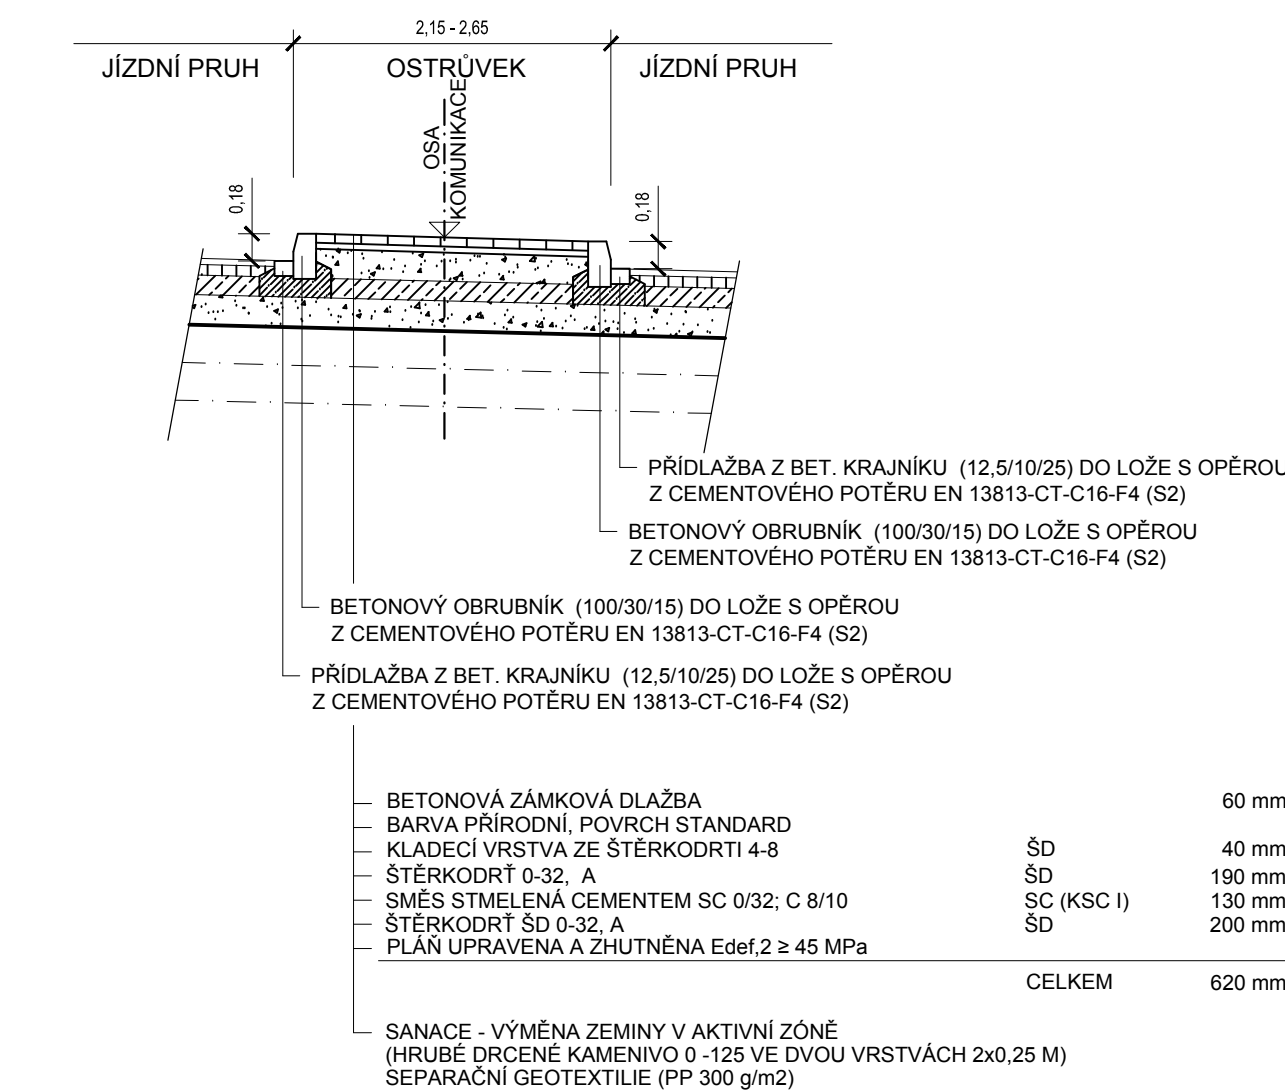 2,15 - 2,65
JÍZDNÍ PRUH OSTRŮVEK JÍZDNÍ PRUH
OSA
KOMUNIKACE
0,18
0,18
PŘÍDLAŽBA Z BET. KRAJNÍKU (12,5/10/25) DO LOŽE S OPĚROU
Z CEMENTOVÉHO POTĚRU EN 13813-CT-C16-F4 (S2)
BETONOVÝ OBRUBNÍK (100/30/15) DO LOŽE S OPĚROU
Z CEMENTOVÉHO POTĚRU EN 13813-CT-C16-F4 (S2)
BETONOVÝ OBRUBNÍK (100/30/15) DO LOŽE S OPĚROU
Z CEMENTOVÉHO POTĚRU EN 13813-CT-C16-F4 (S2)
PŘÍDLAŽBA Z BET. KRAJNÍKU (12,5/10/25) DO LOŽE S OPĚROU
Z CEMENTOVÉHO POTĚRU EN 13813-CT-C16-F4 (S2)
BETONOVÁ ZÁMKOVÁ DLAŽBA 60 mm
BARVA PŘÍRODNÍ, POVRCH STANDARD
KLADECÍ VRSTVA ZE ŠTĚRKODRTI 4-8 ŠD 40 mm
ŠTĚRKODRŤ 0-32, A ŠD 190 mm
SMĚS STMELENÁ CEMENTEM SC 0/32; C 8/10 SC (KSC I) 130 mm
ŠTĚRKODRŤ ŠD 0-32, A ŠD 200 mm
PLÁŇ UPRAVENA A ZHUTNĚNA Edef,2 ≥ 45 MPa
CELKEM 620 mm
SANACE - VÝMĚNA ZEMINY V AKTIVNÍ ZÓNĚ
(HRUBÉ DRCENÉ KAMENIVO 0 -125 VE DVOU VRSTVÁCH 2x0,25 M)
SEPARAČNÍ GEOTEXTILIE (PP 300 g/m2)